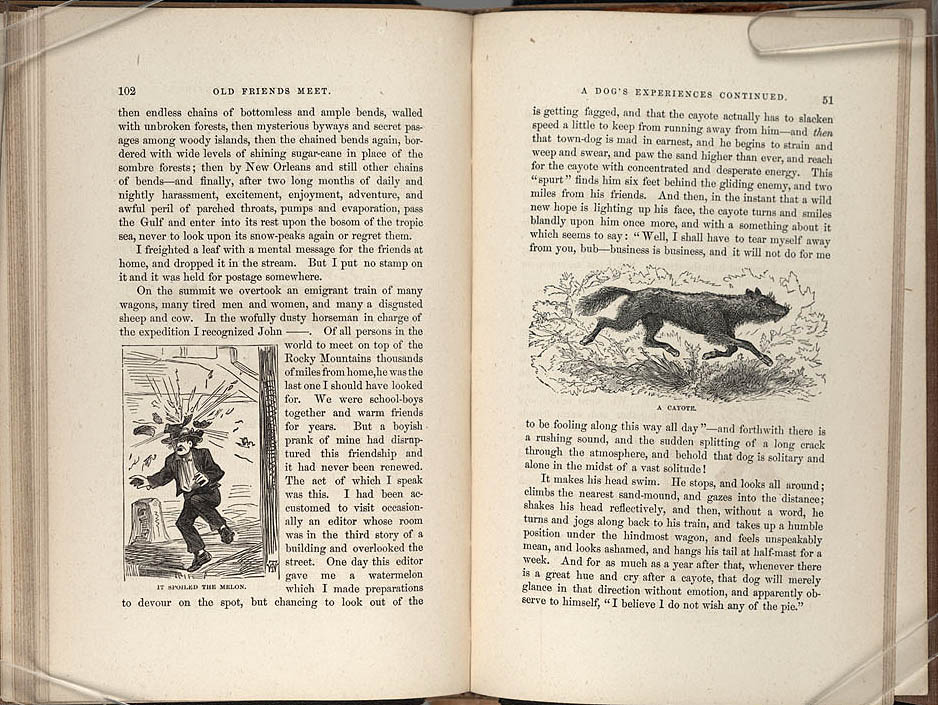 102 OLD FRIENDS MEET.
then endless chains of bottomless and ample bends, walled
with unbroken forests, then mysterious byways and secret pas-
ages among woody islands, then the chained bends again, bor-
dered with wide levels of shining sugar-cane in place of the
sombre forests; then by New Orleans and still other chains
of bends—and finally, after two long months of daily and
nightly harassment, excitement, enjoyment, adventure, and
awful peril of parched throats, pumps and evaporation, pass
the Gulf and enter into its rest upon the bosom of the tropic
sea, never to look upon its snow-peaks again or regret them.
I freighted a leaf with a mental message for the friends at
home, and dropped it in the stream. But I put no stamp on
it and it was held for postage somewhere.
On the summit we overtook an emigrant train of many
wagons, many tired men and women, and many a disgusted
sheep and cow. In the wofully dusty horseman in charge of
the expedition I recognized John ——. Of all persons in the
world to meet on top of the
Rocky Mountains thousands
of miles from home, he was the
last one I should have looked
for. We were school-boys
together and warm friends
for years. But a boyish
prank of mine had disrup-
tured this friendship and
it had never been renewed.
The act of which I speak
was this. I had been ac-
customed to visit occasion-
ally an editor whose room
was in the third story of a
building and overlooked the
street. One day this editor
gave me a watermelon
which I made preparations
IT SPOILED THE MELON.
to devour on the spot, but chancing to look out of the
A DOG'S EXPERIENCES CONTINUED. 51
is getting fagged, and that the cayote actually has to slacken
speed a little to keep from running away from him—and then
that town-dog is mad in earnest, and he begins to strain and
weep and swear, and paw the sand higher than ever, and reach
for the cayote with concentrated and desperate energy. This
"spurt" finds him six feet behind the gliding enemy, and two
miles from his friends. And then, in the instant that a wild
new hope is lighting up his face, the cayote turns and smiles
blandly upon him once more, and with a something about it
which seems to say: "Well, I shall have to tear myself away
from you, bub—business is business, and it will not do for me
A CAYOTE.
to be fooling along this way all day"—and forthwith there is
a rushing sound, and the sudden splitting of a long crack
through the atmosphere, and behold that dog is solitary and
alone in the midst of a vast solitude!
It makes his head swim. He stops, and looks all around;
climbs the nearest sand-mound, and gazes into the distance;
shakes his head reflectively, and then, without a word, he
turns and jogs along back to his train, and takes up a humble
position under the hindmost wagon, and feels unspeakably
mean, and looks ashamed, and hangs his tail at half-mast for a
week. And for as much as a year after that, whenever there
is a great hue and cry after a cayote, that dog will merely
glance in that direction without emotion, and apparently ob-
serve to himself, "I believe I do not wish any of the pie."